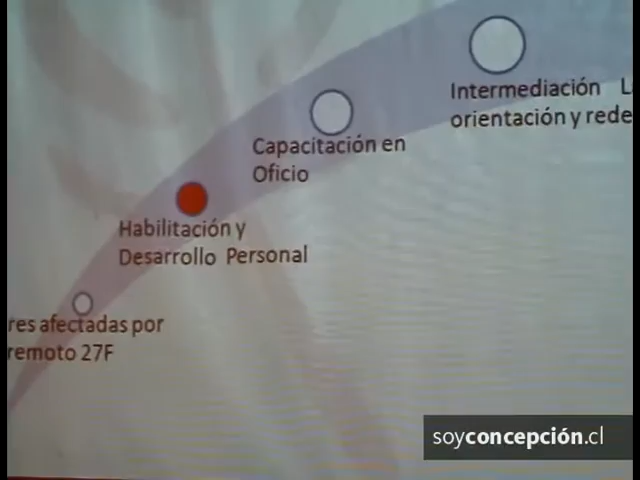 Intermediación L
orientación y rede
Capacitación en
Oficio
Habilitación y
Desarrollo Personal
res afectadas por
remoto 27F
soyconcepción.cl